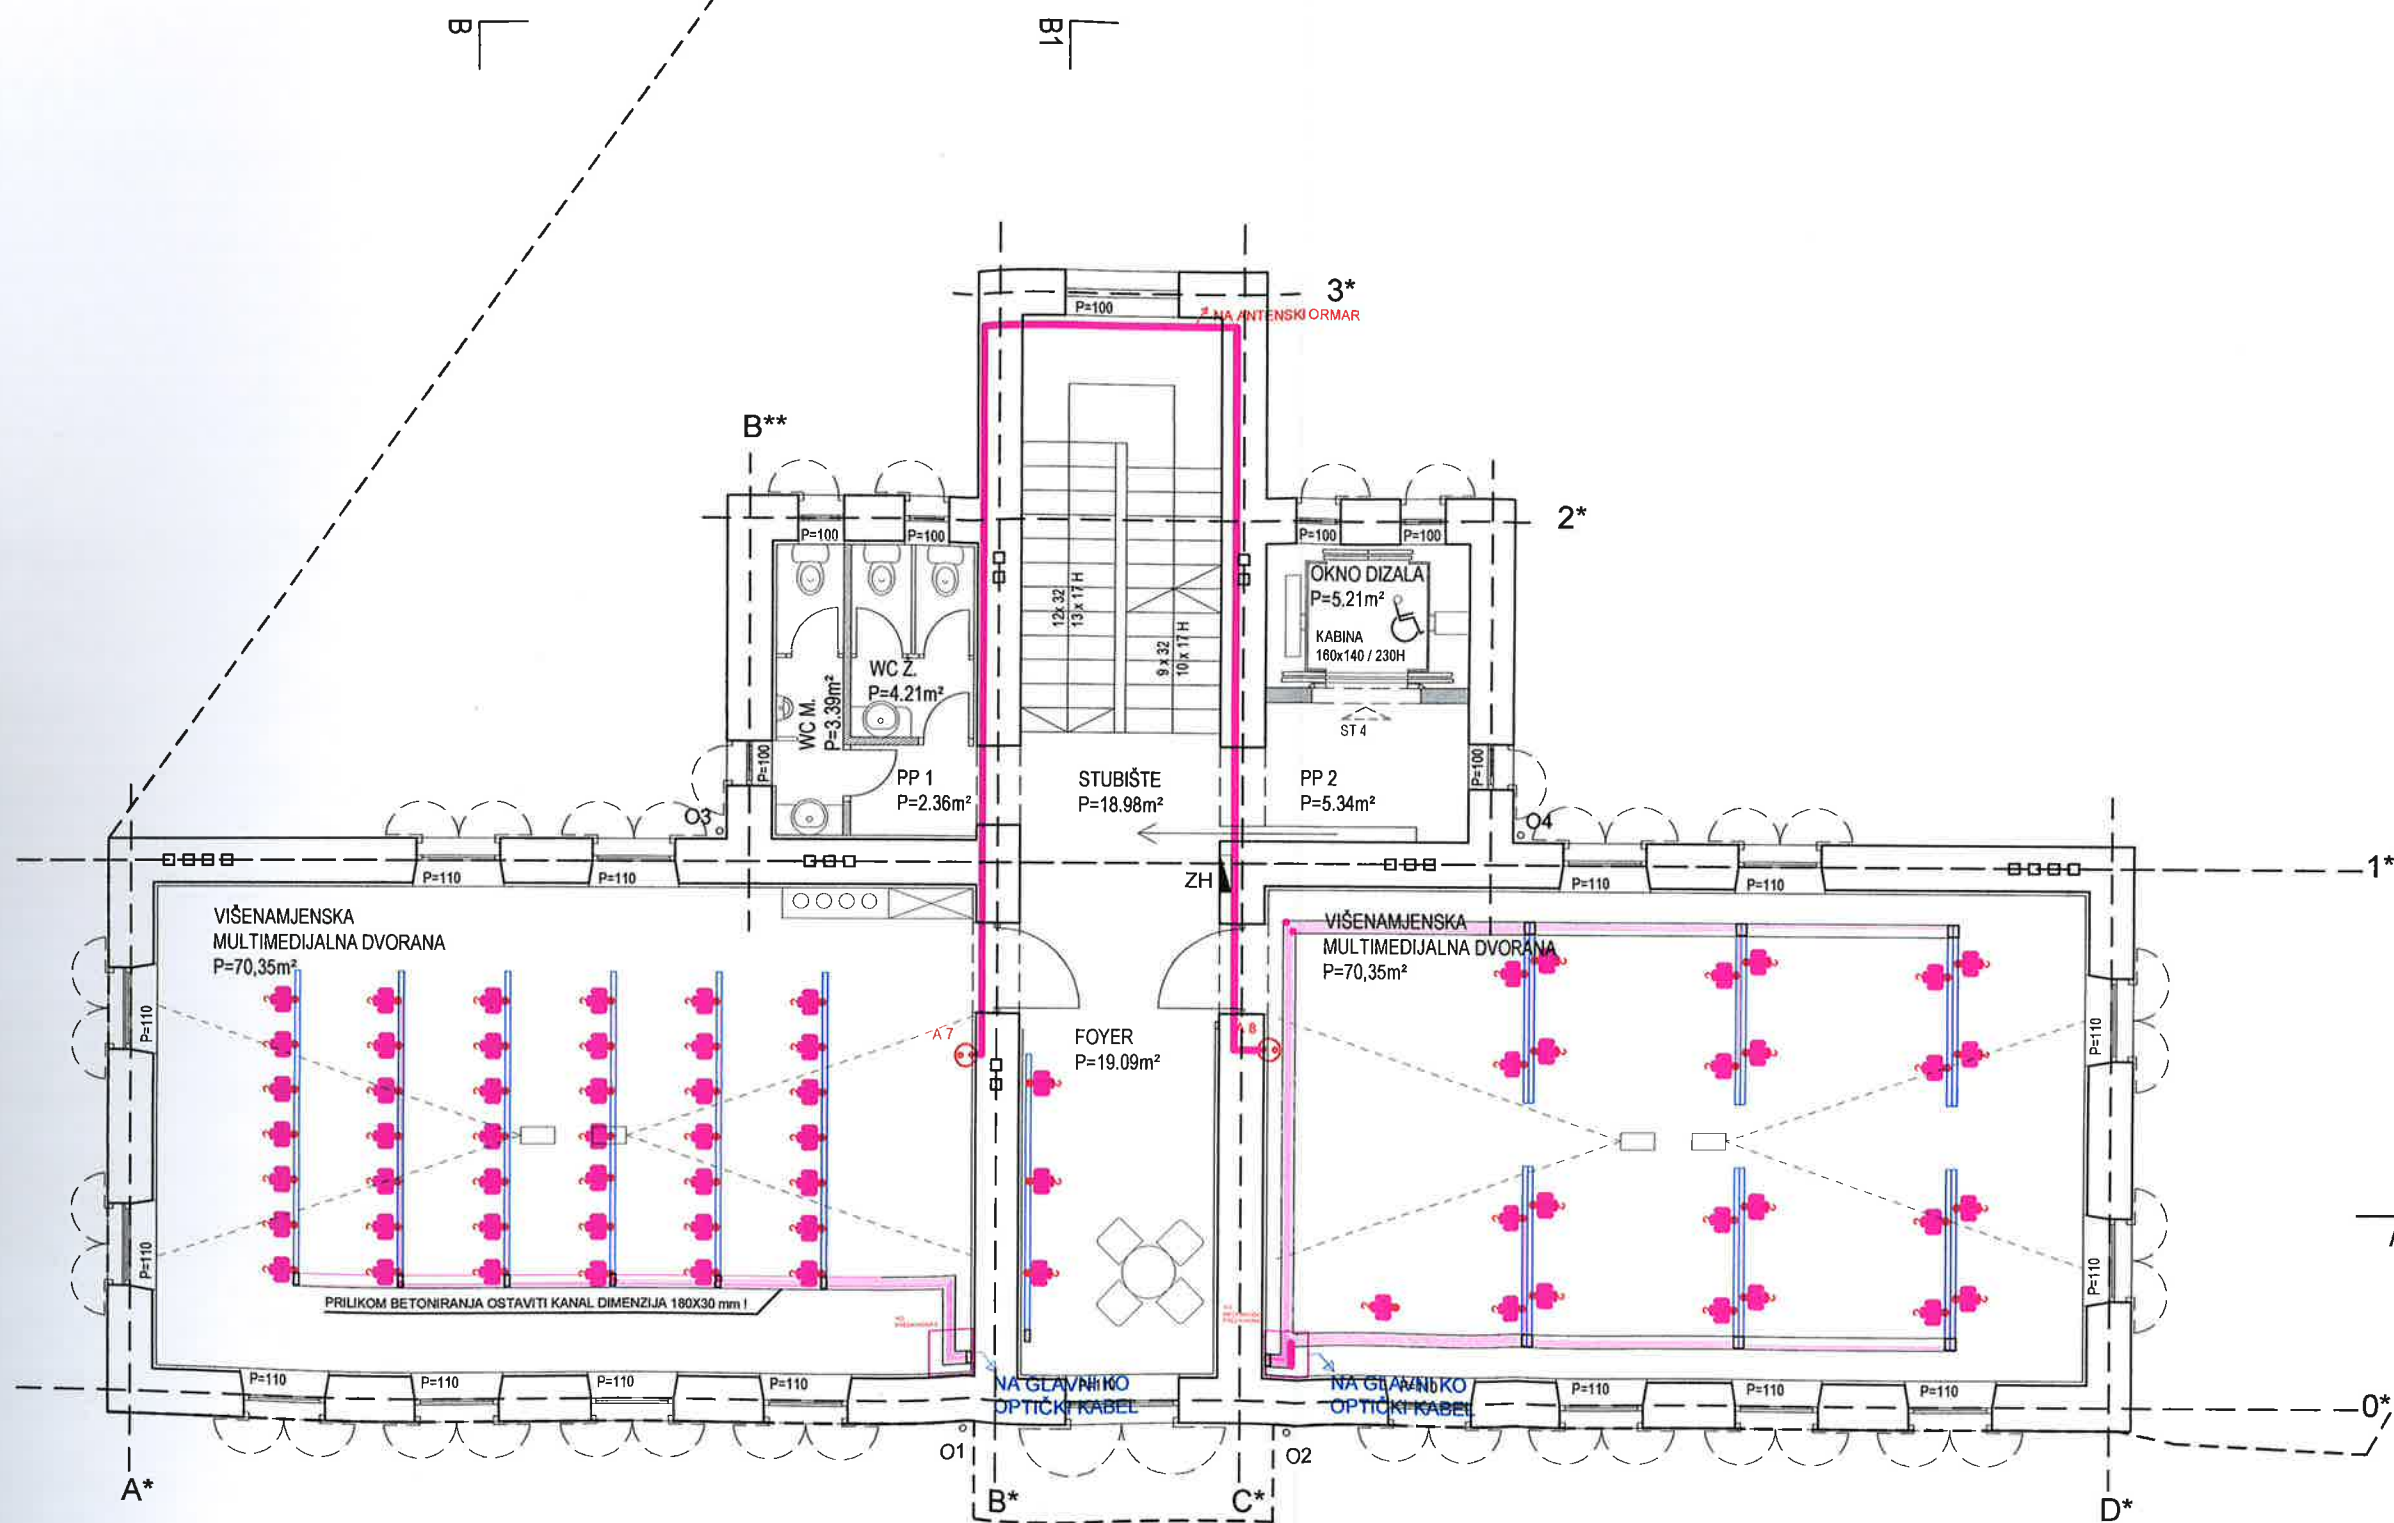 B
B1
3*
P=100
NA ANTENSKI ORMAR
B**
2*
P=100
P=100
P=100
P=100
OKNO DIZALA
P=5.21m²
KABINA
160x140 / 230H
12x 32
13 x 17 H
9 x 32
10 x 17 H
WC Ž.
P=4.21m²
WC M.
P=3.39m²
ST 4
P=100
PP 1
P=2.36m²
STUBIŠTE
P=18.98m²
PP 2
P=5.34m²
P=100
O3
O4
1*
P=110
P=110
ZH
P=110
P=110
VIŠENAMJENSKA
MULTIMEDIJALNA DVORANA
P=70,35m²
VIŠENAMJENSKA
MULTIMEDIJALNA DVORANA
P=70,35m²
P=110
A 7
A 8
FOYER
P=19.09m²
P=110
P=110
P=110
PRILIKOM BETONIRANJA OSTAVITI KANAL DIMENZIJA 180X30 mm !
P=110
P=110
P=110
P=110
NA GLAVNI KO
OPTIČKI KABEL
P=110
NA GLAVNI KO
OPTIČKI KABEL
P=110
P=110
P=110
P=110
0*
O1
O2
A*
B*
C*
D*